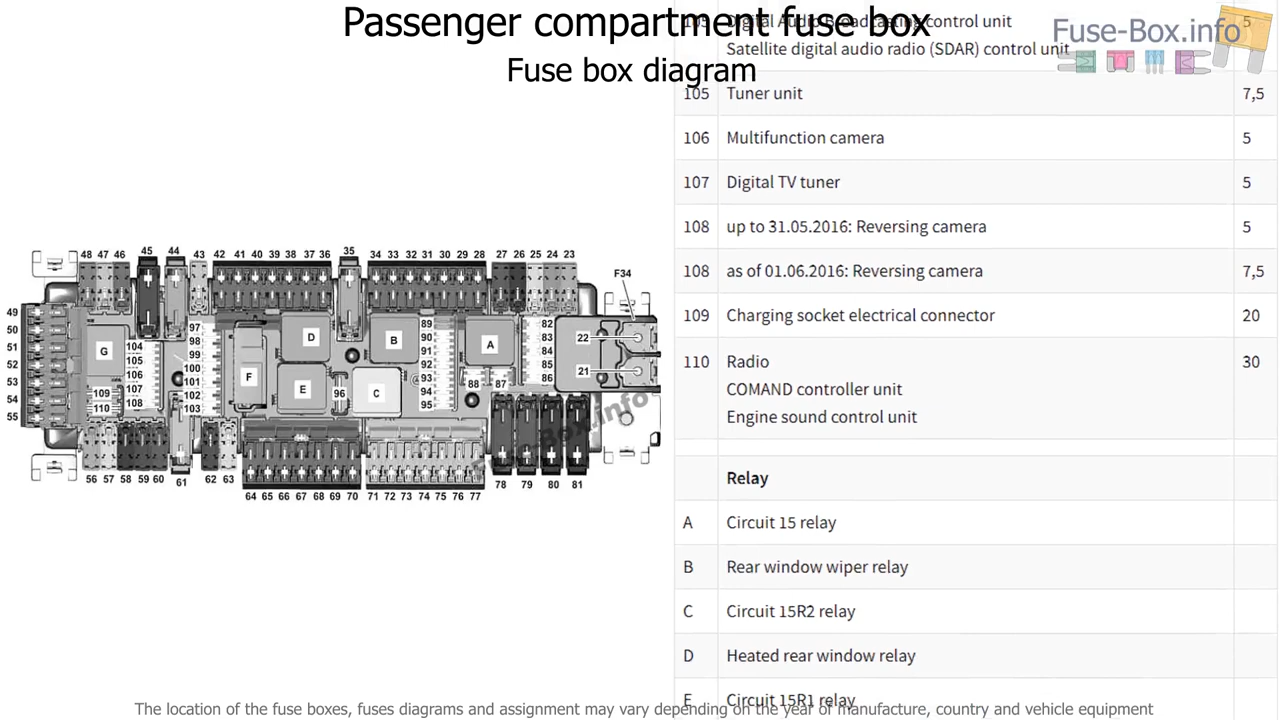 Passenger compartment fuse box
Fuse box diagram
Fuse-Box.info
105 Digital Audio Broadcasting control unit 5
Satellite digital audio radio (SDAR) control unit
105 Tuner unit 7,5
106 Multifunction camera 5
107 Digital TV tuner 5
108 up to 31.05.2016: Reversing camera 5
108 as of 01.06.2016: Reversing camera 7,5
109 Charging socket electrical connector 20
110 Radio 30
COMAND controller unit
Engine sound control unit
Relay
A Circuit 15 relay
B Rear window wiper relay
C Circuit 15R2 relay
D Heated rear window relay
E Circuit 15R1 relay
48 47 46 45 44 43 42 41 40 39 38 37 36 35 34 33 32 31 30 29 28 27 26 25 24 23
F34
49
50
51
52
53
54
55
G
104
105
106
107
108
109
110
97
98
99
100
101
102
103
F
D
E
96
B
C
89
90
91
92
93
94
95
A
88 87
82
83
84
85
86
22
21
56 57 58 59 60 61 62 63
64 65 66 67 68 69 70 71 72 73 74 75 76 77
78 79 80 81
Fuse-Box.info
The location of the fuse boxes, fuses diagrams and assignment may vary depending on the year of manufacture, country and vehicle equipment